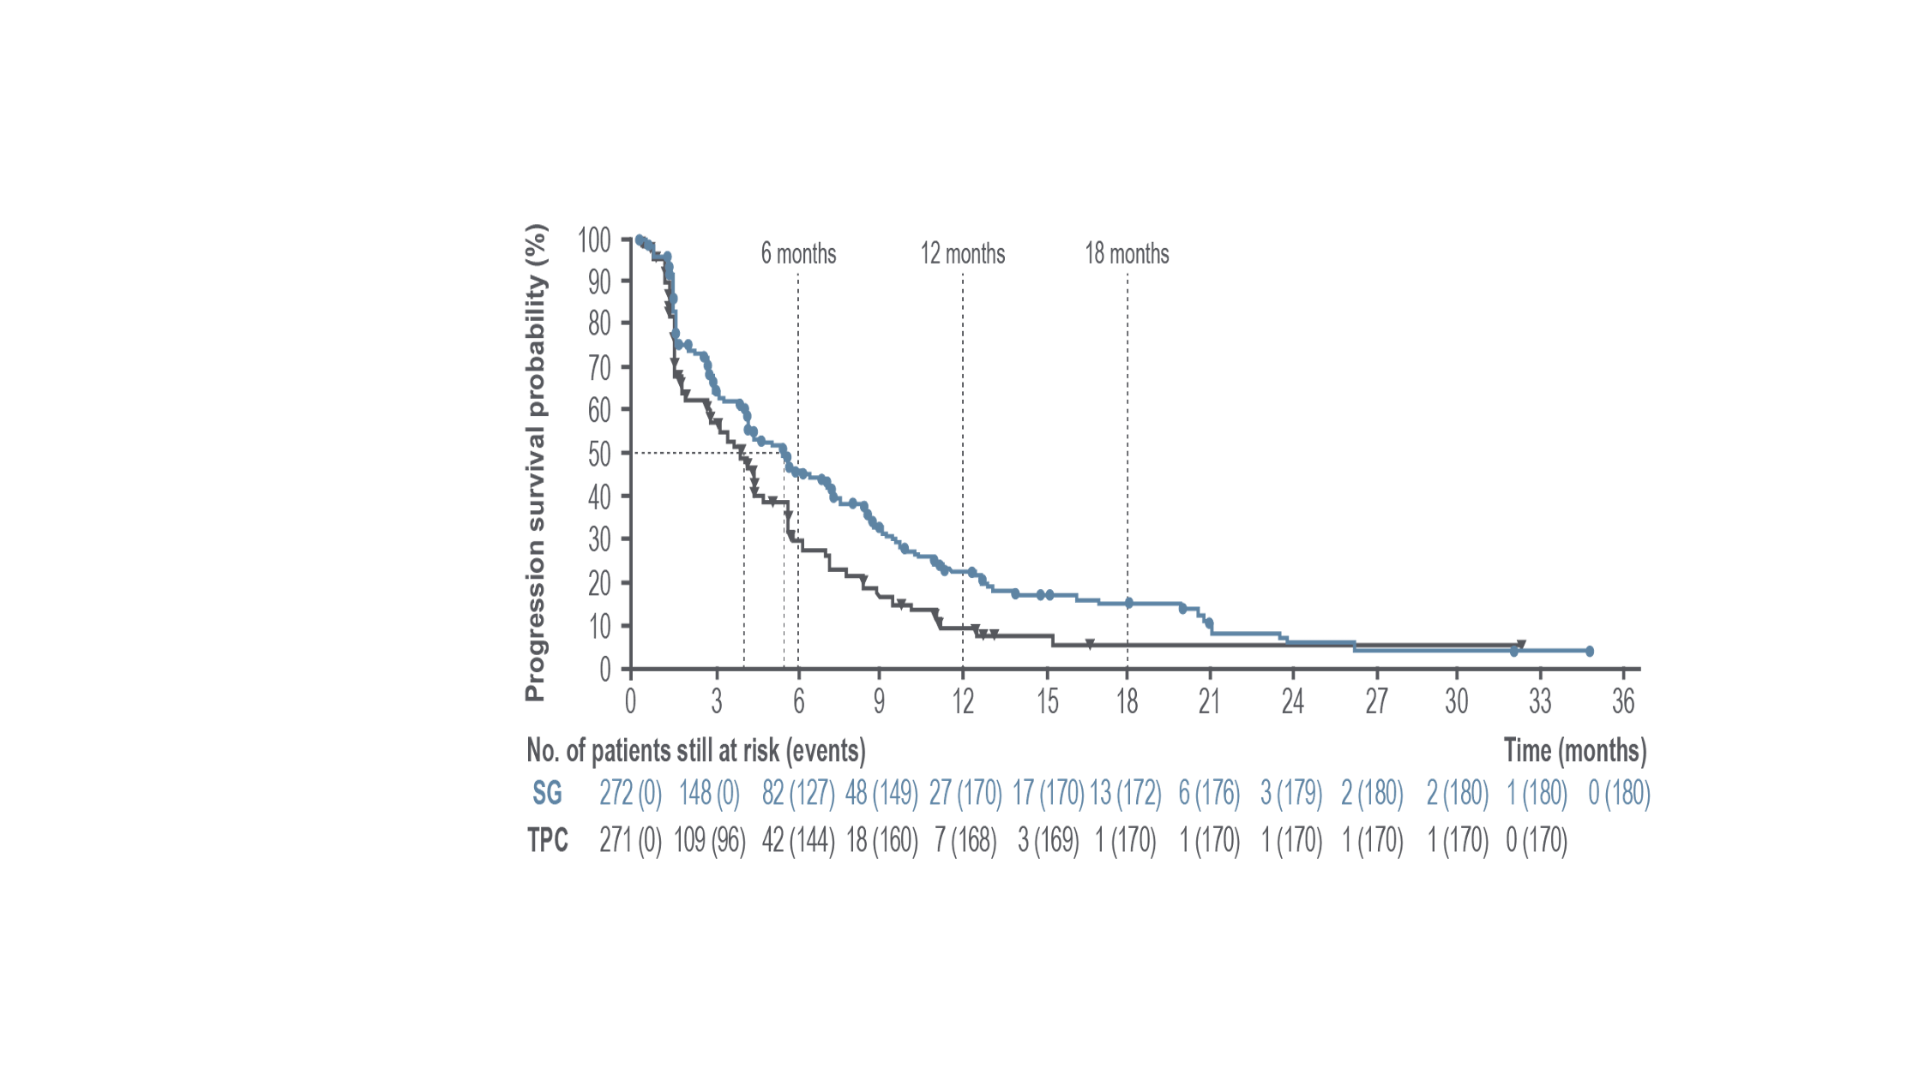 Progression survival probability (%)
100
90
80
70
60
50
40
30
20
10
0
6 months 12 months 18 months
0 3 6 9 12 15 18 21 24 27 30 33 36
No. of patients still at risk (events) Time (months)
SG 272 (0) 148 (0) 82 (127) 48 (149) 27 (170) 17 (170) 13 (172) 6 (176) 3 (179) 2 (180) 2 (180) 1 (180) 0 (180)
TPC 271 (0) 109 (96) 42 (144) 18 (160) 7 (168) 3 (169) 1 (170) 1 (170) 1 (170) 1 (170) 1 (170) 0 (170)